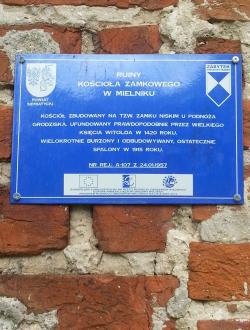 POWIAT
SIEMIATYCKI
ZABYTEK
RUINY
KOŚCIOŁA ZAMKOWEGO
W MIELNIKU
KOŚCIÓŁ ZBUDOWANY NA TZW. ZAMKU NISKIM U PODNÓŻA
GRODZISKA, UFUNDOWANY PRAWDOPODOBNIE PRZEZ WIELKIEGO
KSIĘCIA WITOLDA W 1420 ROKU.
WIELOKROTNIE BURZONY I ODBUDOWYWANY, OSTATECZNIE
SPALONY W 1915 ROKU.
NR REJ.: A-107 Z 24.01.1957